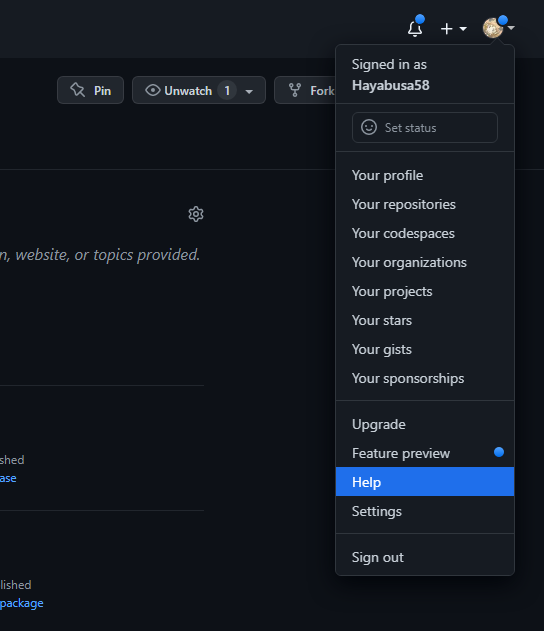 Signed in as
Hayabusa58
Pin
Unwatch 1
Fork
Set status
Your profile
Your repositories
n, website, or topics provided.
Your codespaces
Your organizations
Your projects
Your stars
Your gists
Your sponsorships
Upgrade
shed
Feature preview
ase
Help
Settings
Sign out
lished
package